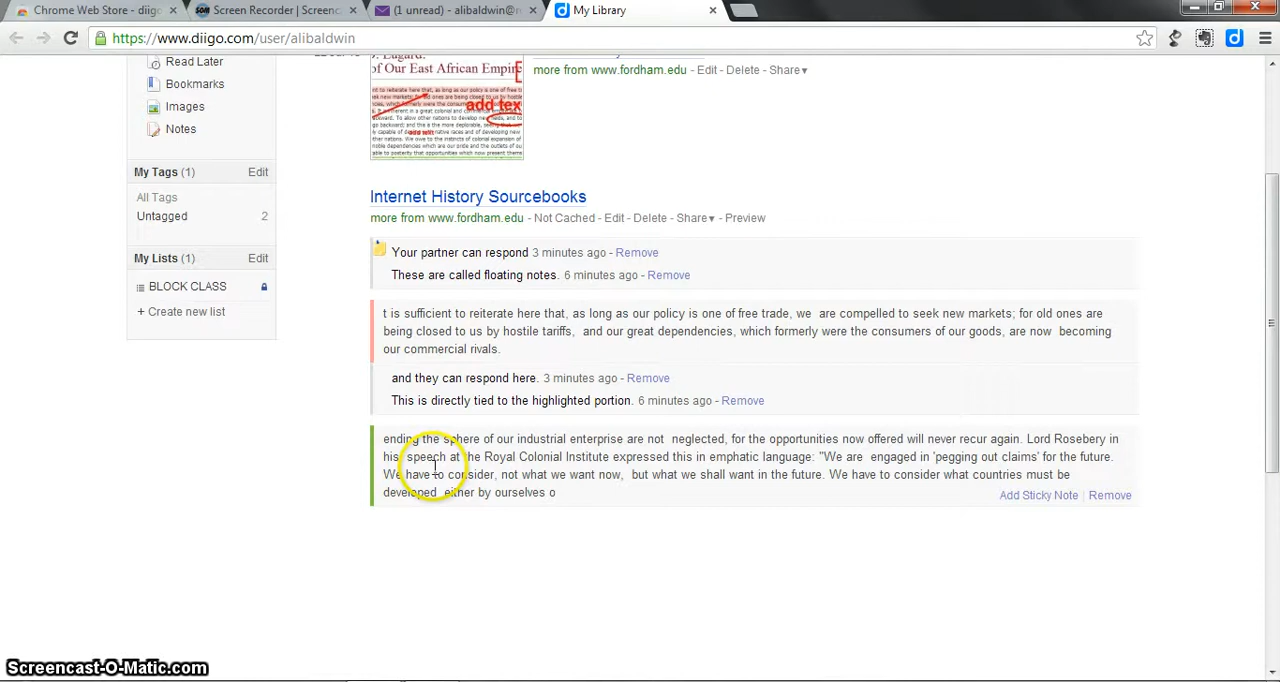 Chrome Web Store - diigo
Screen Recorder | Screenc
(1 unread) - alibaldwin@
My Library
https://www.diigo.com/user/alibaldwin
Read Later
Bookmarks
Images
Notes
My Tags (1) Edit
All Tags
Untagged 2
My Lists (1) Edit
BLOCK CLASS
+ Create new list
of Our East African Empire
add tex
add text
more from www.fordham.edu - Edit - Delete - Share▾
Internet History Sourcebooks
more from www.fordham.edu - Not Cached - Edit - Delete - Share▾ - Preview
Your partner can respond 3 minutes ago - Remove
These are called floating notes. 6 minutes ago - Remove
t is sufficient to reiterate here that, as long as our policy is one of free trade, we are compelled to seek new markets; for old ones are
being closed to us by hostile tariffs, and our great dependencies, which formerly were the consumers of our goods, are now becoming
our commercial rivals.
and they can respond here. 3 minutes ago - Remove
This is directly tied to the highlighted portion. 6 minutes ago - Remove
ending the sphere of our industrial enterprise are not neglected, for the opportunities now offered will never recur again. Lord Rosebery in
his speech at the Royal Colonial Institute expressed this in emphatic language: "We are engaged in 'pegging out claims' for the future.
We have to consider, not what we want now, but what we shall want in the future. We have to consider what countries must be
developed either by ourselves o
Add Sticky Note | Remove
Screencast-O-Matic.com